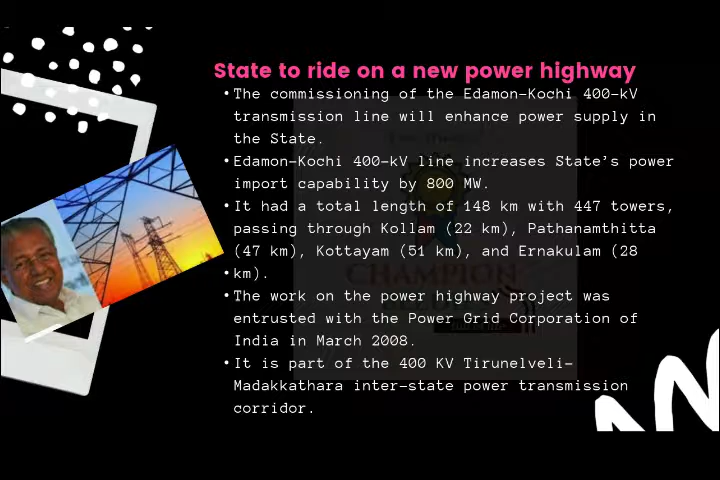 State to ride on a new power highway
•The commissioning of the Edamon-Kochi 400-kV
transmission line will enhance power supply in
the State.
•Edamon-Kochi 400-kV line increases State's power
import capability by 800 MW.
•It had a total length of 148 km with 447 towers,
passing through Kollam (22 km), Pathanamthitta
(47 km), Kottayam (51 km), and Ernakulam (28
•km).
•The work on the power highway project was
entrusted with the Power Grid Corporation of
India in March 2008.
•It is part of the 400 KV Tirunelveli-
Madakkathara inter-state power transmission
corridor.
CHAMPION